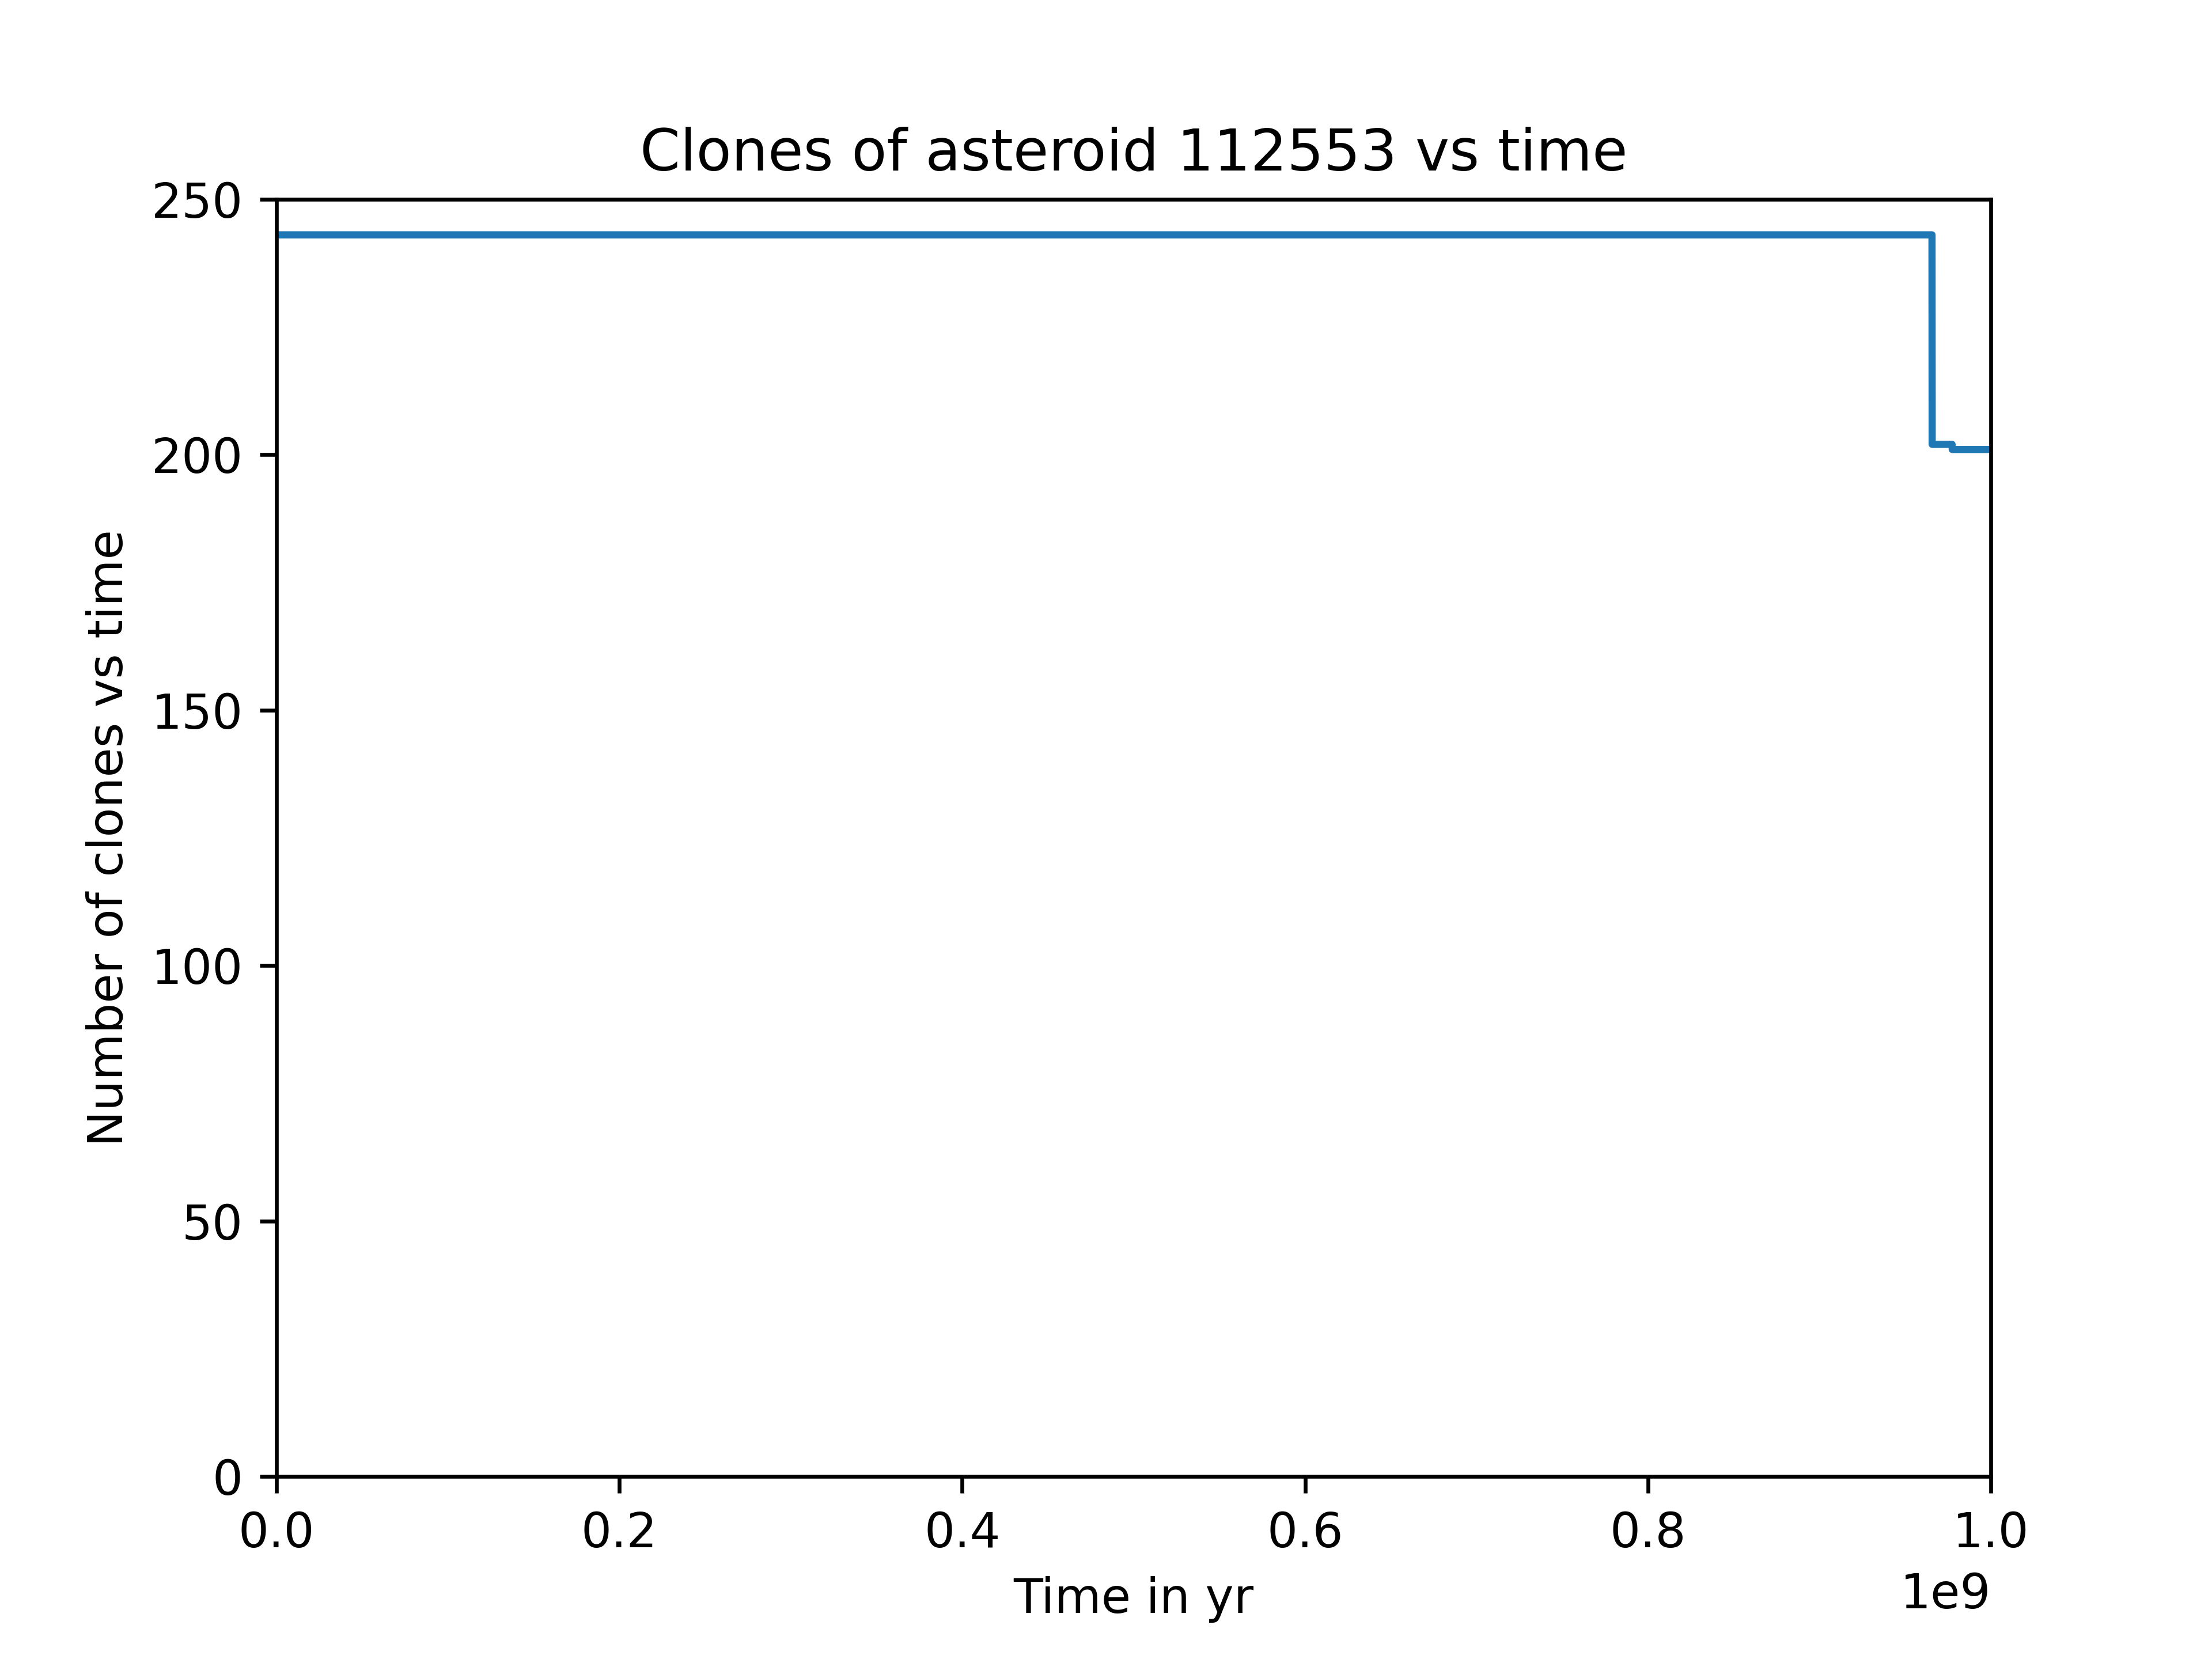 Clones of asteroid 112553 vs time
250
200
150
100
50
0
Number of clones vs time
0.0 0.2 0.4 0.6 0.8 1.0
Time in yr
1e9